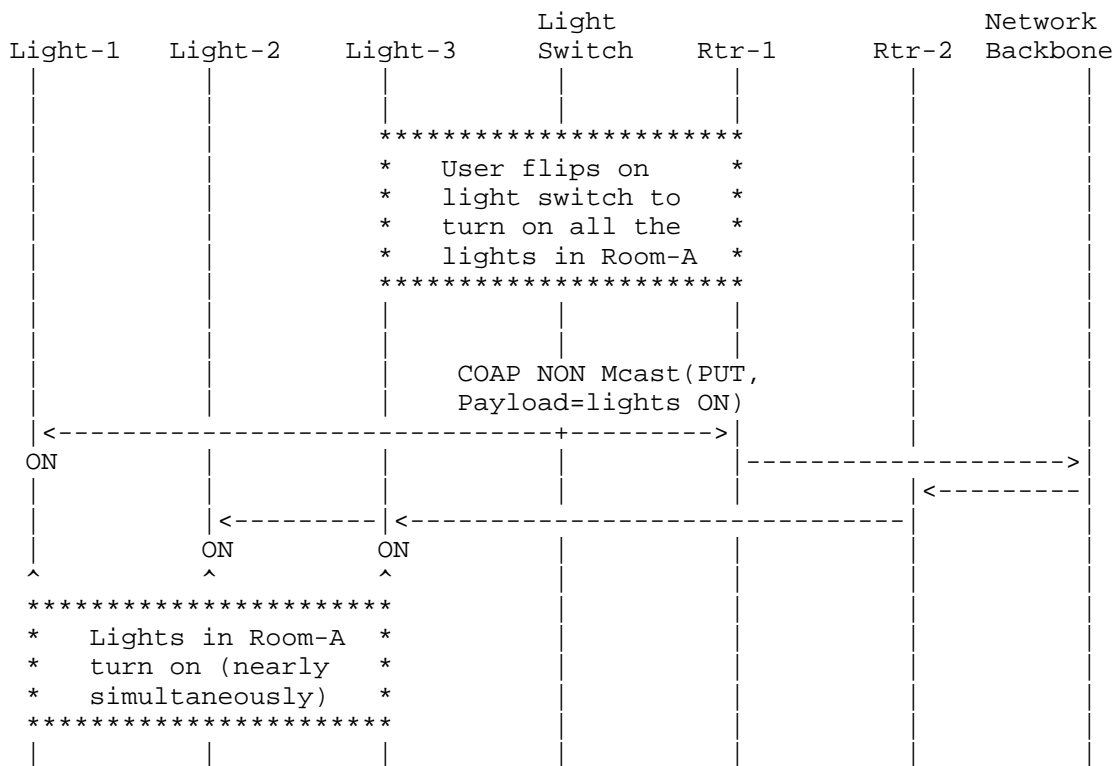 Light Network
Light-1 Light-2 Light-3 Switch Rtr-1 Rtr-2 Backbone
User flips on
light switch to
turn on all the
lights in Room-A
COAP NON Mcast(PUT,
Payload=lights ON)
ON
ON ON
Lights in Room-A
turn on (nearly
simultaneously)